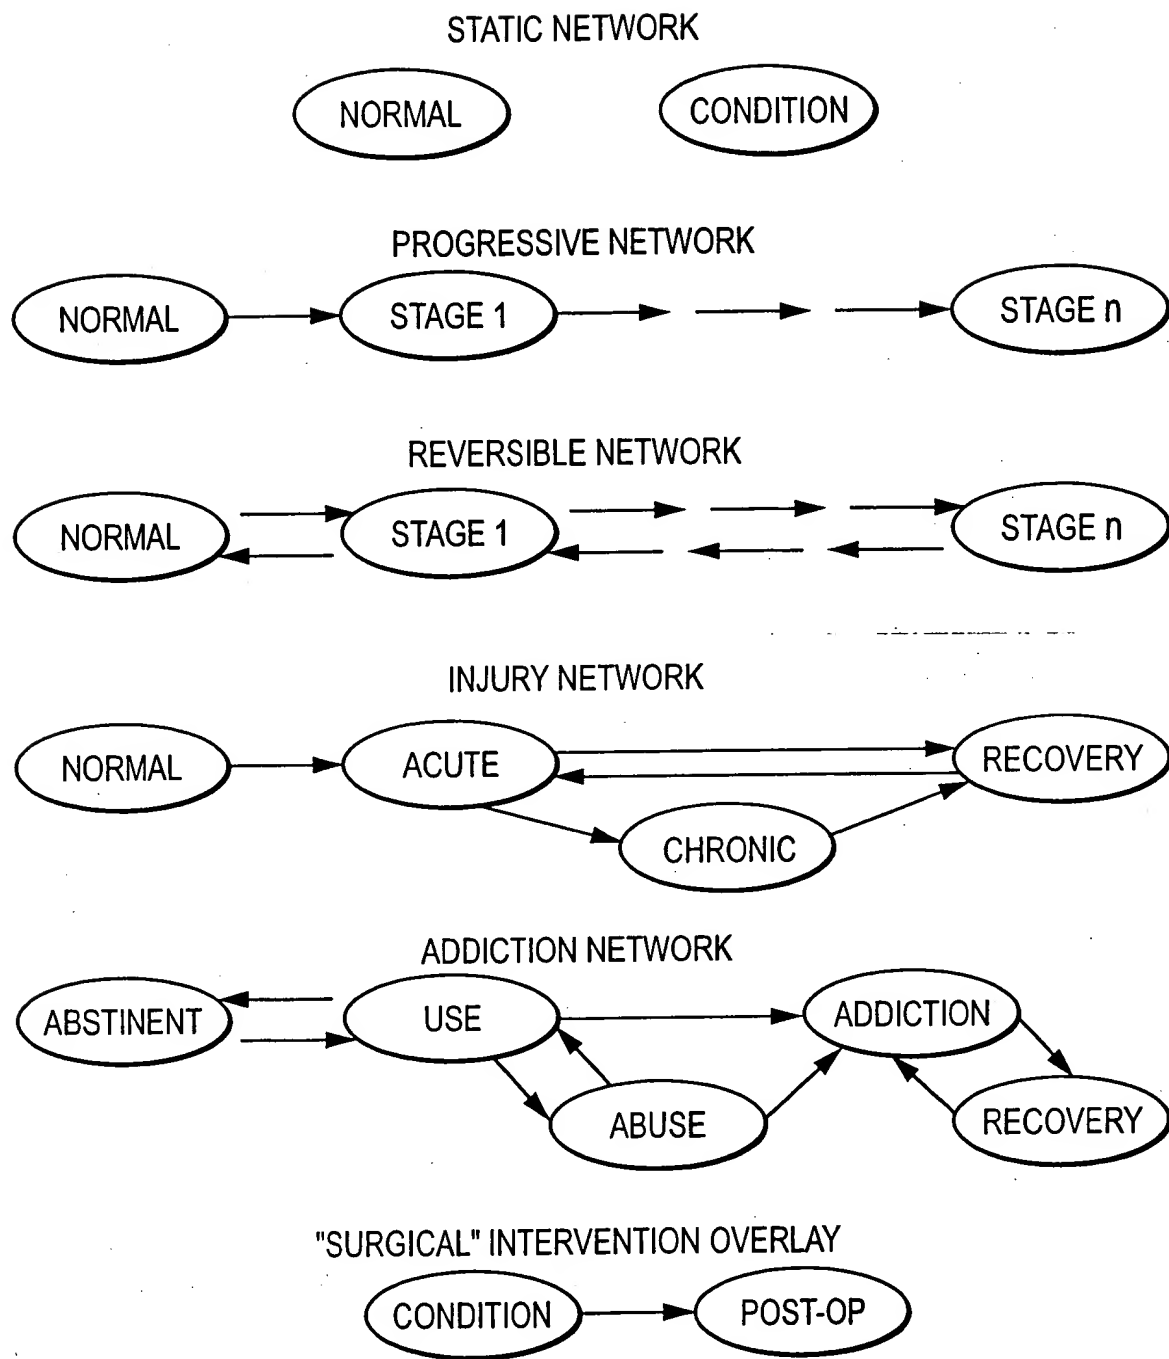 STATIC NETWORK
NORMAL CONDITION
PROGRESSIVE NETWORK
NORMAL STAGE 1 STAGE n
REVERSIBLE NETWORK
NORMAL STAGE 1 STAGE n
INJURY NETWORK
NORMAL ACUTE RECOVERY
CHRONIC
ADDICTION NETWORK
ABSTINENT USE ADDICTION
ABUSE RECOVERY
"SURGICAL" INTERVENTION OVERLAY
CONDITION POST-OP